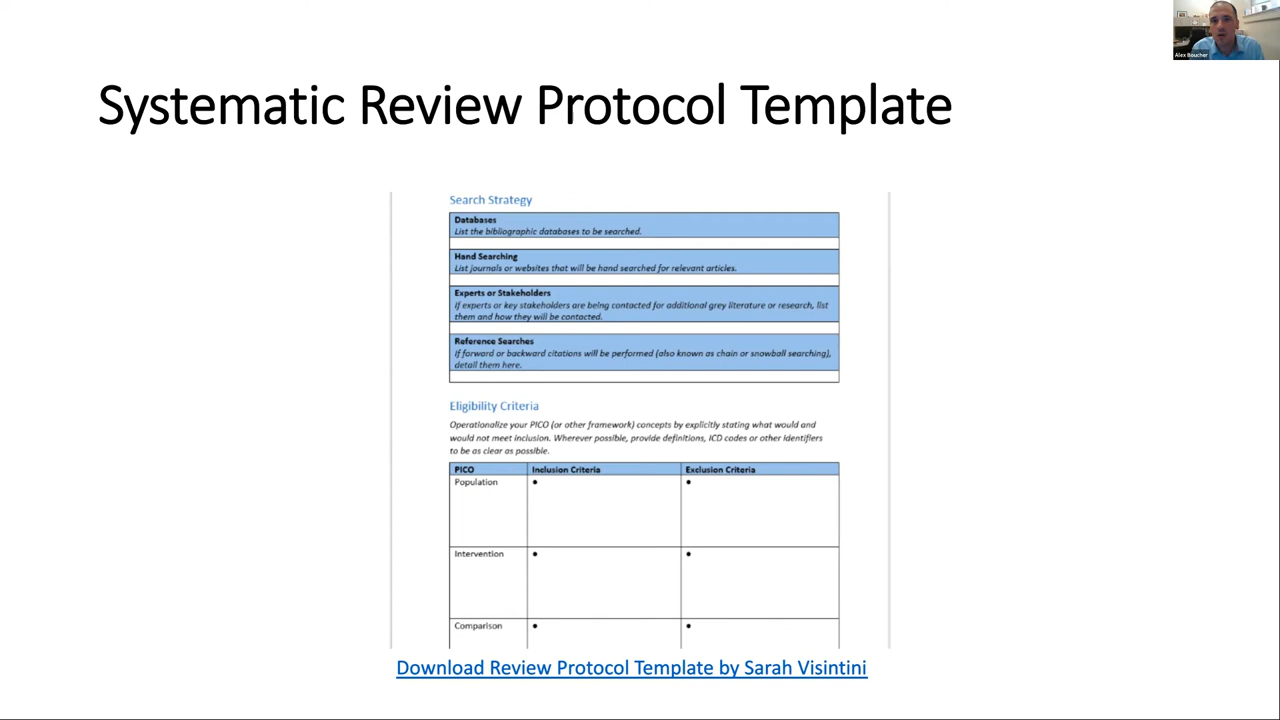 Alex Boucher
Systematic Review Protocol Template
Search Strategy
Databases
List the bibliographic databases to be searched.
Hand Searching
List journals or websites that will be hand searched for relevant articles.
Experts or Stakeholders
If experts or key stakeholders are being contacted for additional grey literature or research, list
them and how they will be contacted.
Reference Searches
If forward or backward citations will be performed (also known as chain or snowball searching),
detail them here.
Eligibility Criteria
Operationalize your PICO (or other framework) concepts by explicitly stating what would and
would not meet inclusion. Wherever possible, provide definitions, ICD codes or other identifiers
to be as clear as possible.
PICO Inclusion Criteria Exclusion Criteria
Population • •
Intervention • •
Comparison • •
Download Review Protocol Template by Sarah Visintini